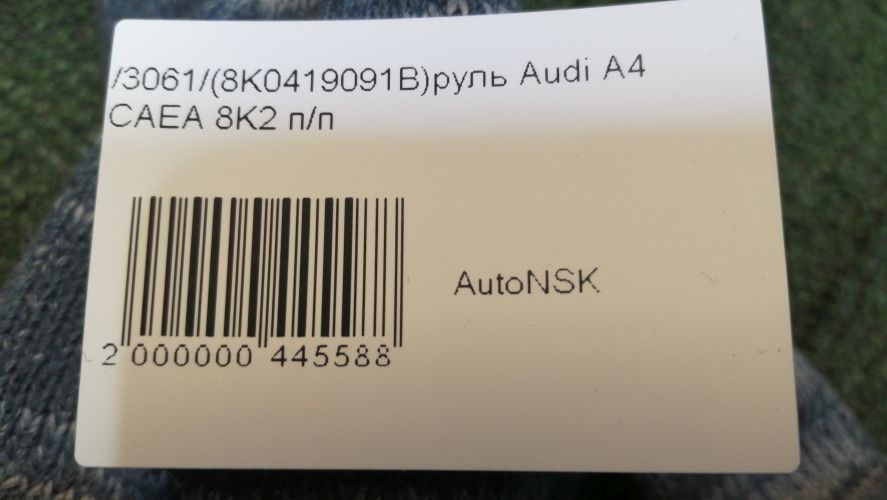 /3061/(8K0419091B)руль Audi A4
CAEA 8K2 п/п
AutoNSK
2 000000 445588